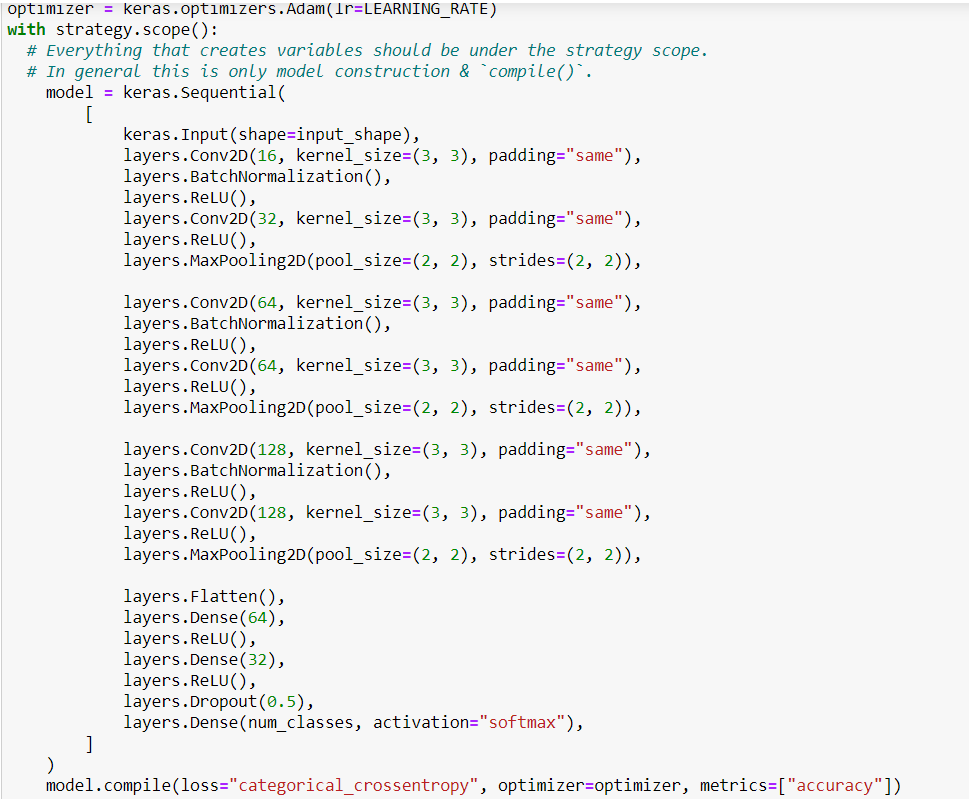 optimizer = keras.optimizers.Adam(lr=LEARNING_RATE)
with strategy.scope():
  # Everything that creates variables should be under the strategy scope.
  # In general this is only model construction & `compile()`.
    model = keras.Sequential(
        [
            keras.Input(shape=input_shape),
            layers.Conv2D(16, kernel_size=(3, 3), padding="same"),
            layers.BatchNormalization(),
            layers.ReLU(),
            layers.Conv2D(32, kernel_size=(3, 3), padding="same"),
            layers.ReLU(),
            layers.MaxPooling2D(pool_size=(2, 2), strides=(2, 2)),

            layers.Conv2D(64, kernel_size=(3, 3), padding="same"),
            layers.BatchNormalization(),
            layers.ReLU(),
            layers.Conv2D(64, kernel_size=(3, 3), padding="same"),
            layers.ReLU(),
            layers.MaxPooling2D(pool_size=(2, 2), strides=(2, 2)),

            layers.Conv2D(128, kernel_size=(3, 3), padding="same"),
            layers.BatchNormalization(),
            layers.ReLU(),
            layers.Conv2D(128, kernel_size=(3, 3), padding="same"),
            layers.ReLU(),
            layers.MaxPooling2D(pool_size=(2, 2), strides=(2, 2)),

            layers.Flatten(),
            layers.Dense(64),
            layers.ReLU(),
            layers.Dense(32),
            layers.ReLU(),
            layers.Dropout(0.5),
            layers.Dense(num_classes, activation="softmax"),
        ]
    )
    model.compile(loss="categorical_crossentropy", optimizer=optimizer, metrics=["accuracy"])